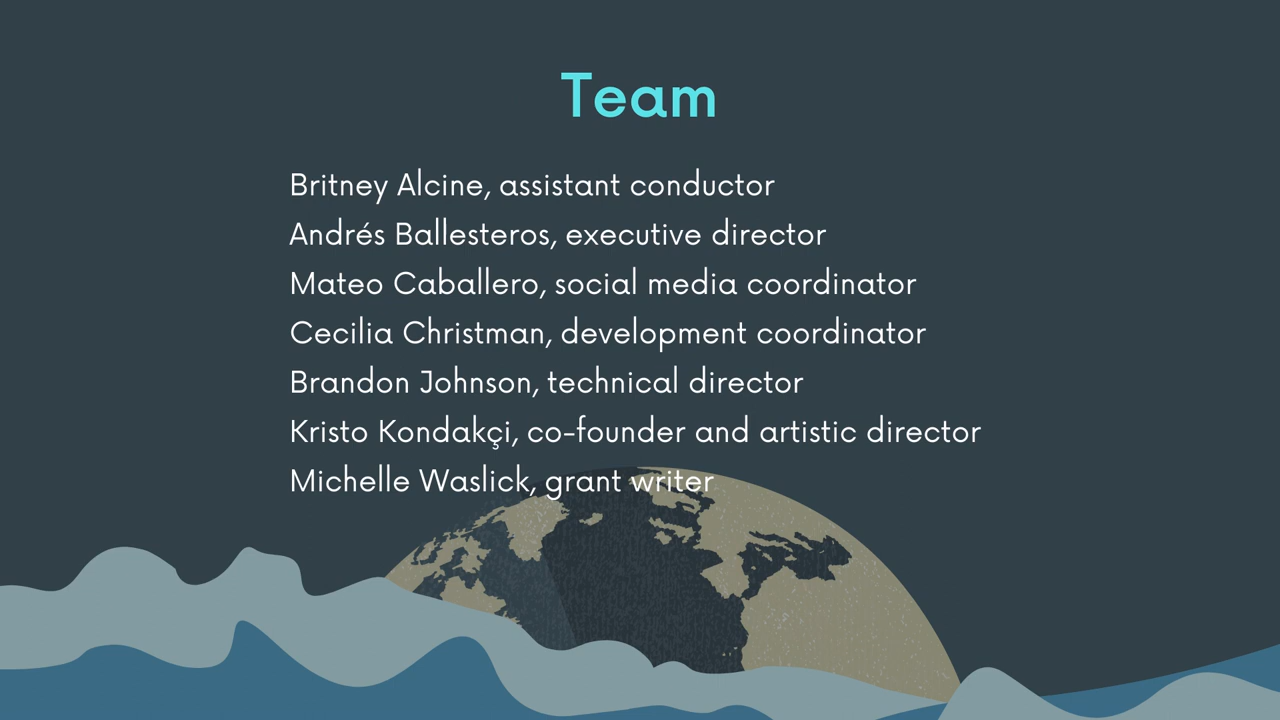 Team
Britney Alcine, assistant conductor
Andrés Ballesteros, executive director
Mateo Caballero, social media coordinator
Cecilia Christman, development coordinator
Brandon Johnson, technical director
Kristo Kondakçi, co-founder and artistic director
Michelle Waslick, grant writer